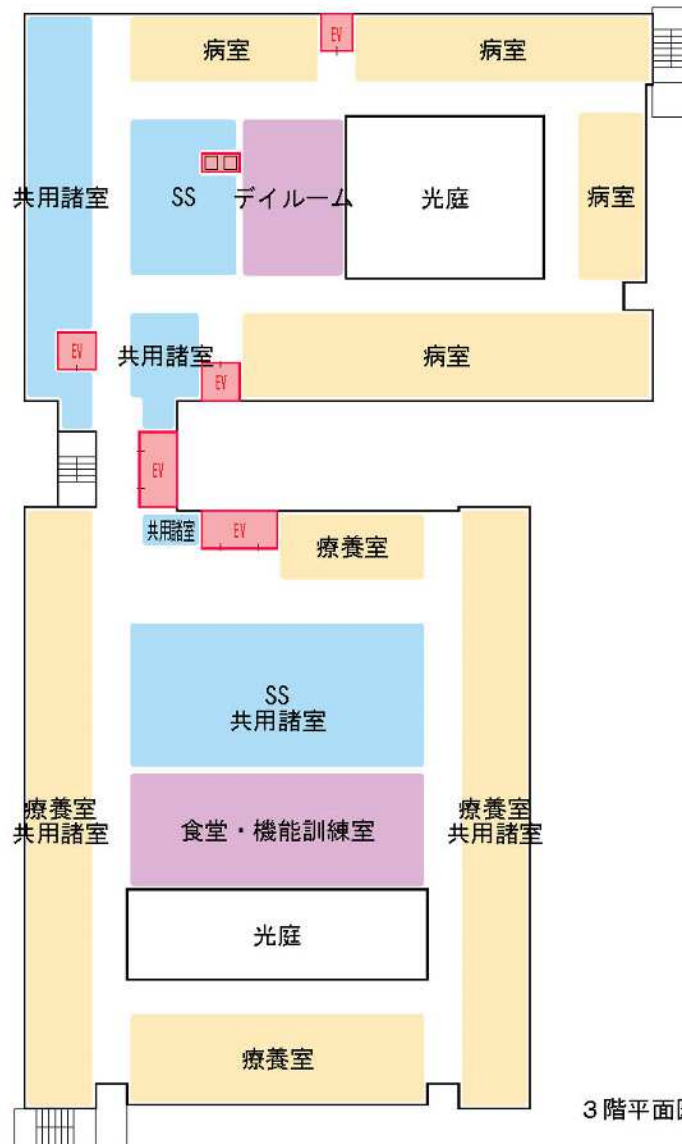 病室
EV
病室
共用諸室
SS
デイルーム
光庭
病室
EV
共用諸室
EV
病室
EV
共用諸室
EV
療養室
SS
共用諸室
療養室
共用諸室
食堂・機能訓練室
療養室
共用諸室
光庭
療養室
3階平面図